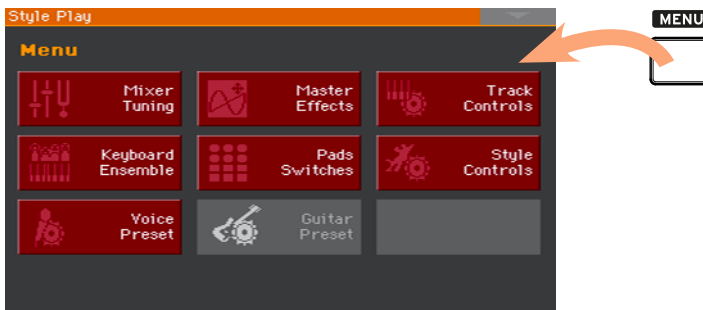 Style Play
MENU
Menu
Mixer
Tuning
Master
Effects
Track
Controls
Keyboard
Ensemble
Pads
Switches
Style
Controls
Voice
Preset
Guitar
Preset